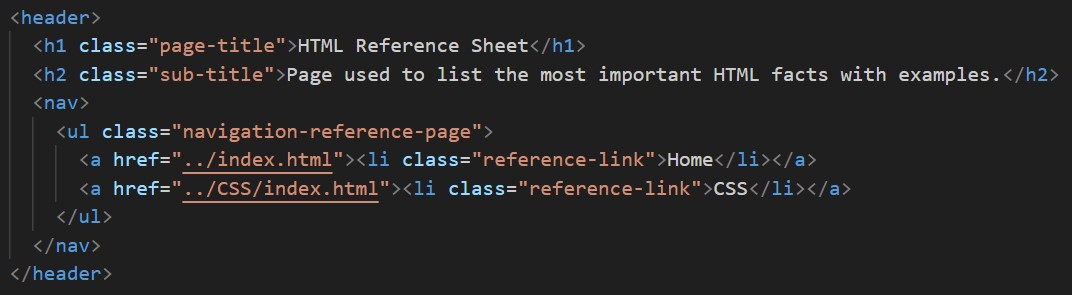 <header>
<h1 class="page-title">HTML Reference Sheet</h1>
<h2 class="sub-title">Page used to list the most important HTML facts with examples.</h2>
<nav>
<ul class="navigation-reference-page">
<a href="../index.html"><li class="reference-link">Home</li></a>
<a href="../CSS/index.html"><li class="reference-link">CSS</li></a>
</ul>
</nav>
</header>